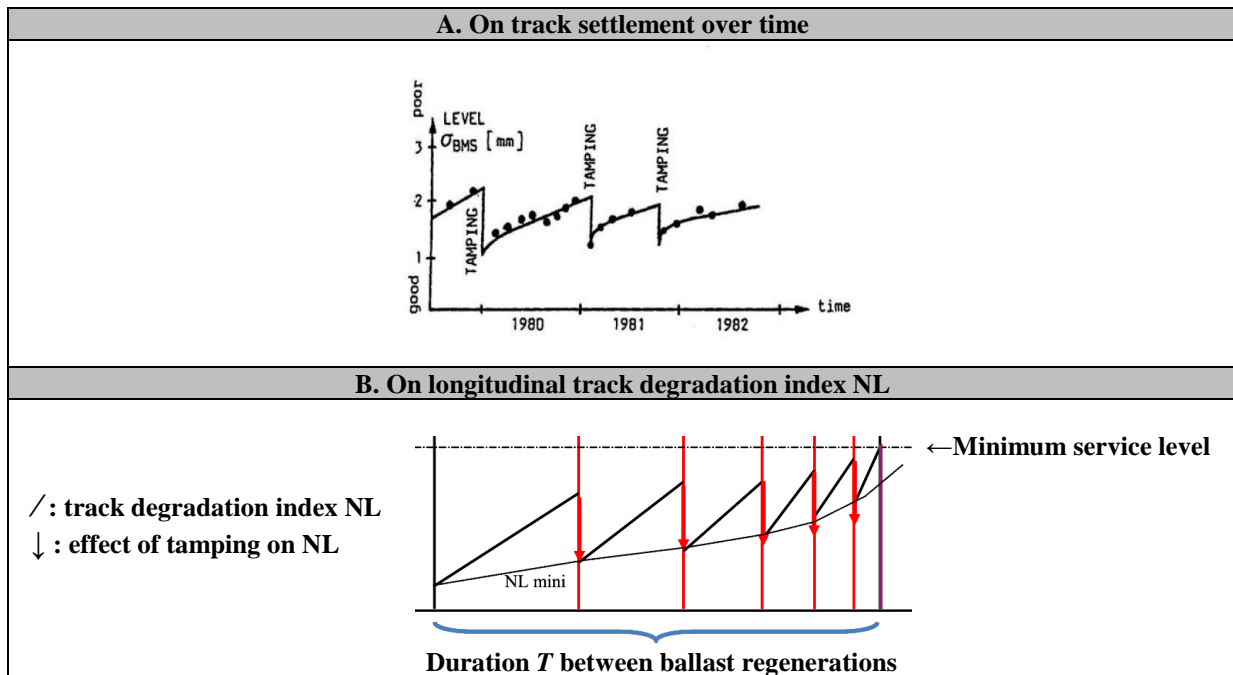 A. On track settlement over time
poor
LEVEL
σBMS [mm]
3
2
1
good
TAMPING
TAMPING
TAMPING
time
1980
1981
1982
B. On longitudinal track degradation index NL
←Minimum service level
/ : track degradation index NL
↓ : effect of tamping on NL
NL mini
Duration T between ballast regenerations